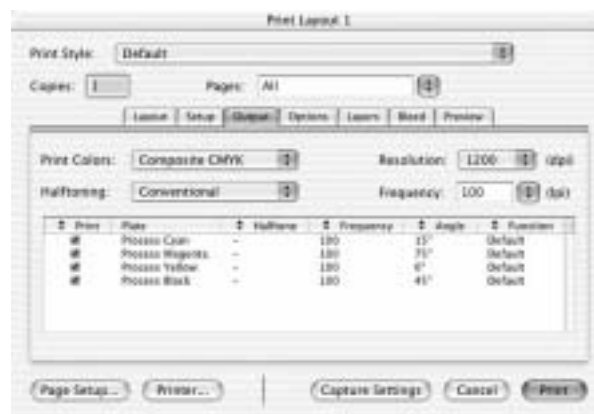 Print Layout 1
Print Style: Default
Copies: 1 Pages: All
Layout Setup Output Options Layers Bleed Preview
Print Colors: Composite CMYK Resolution: 1200 (dpi)
Halftoning: Conventional Frequency: 100 (lpi)
Print Plate Halftone Frequency Angle Function
Process Cyan – 100 15° Default
Process Magenta – 100 75° Default
Process Yellow – 100 0° Default
Process Black – 100 45° Default
Page Setup... Printer... Capture Settings Cancel Print